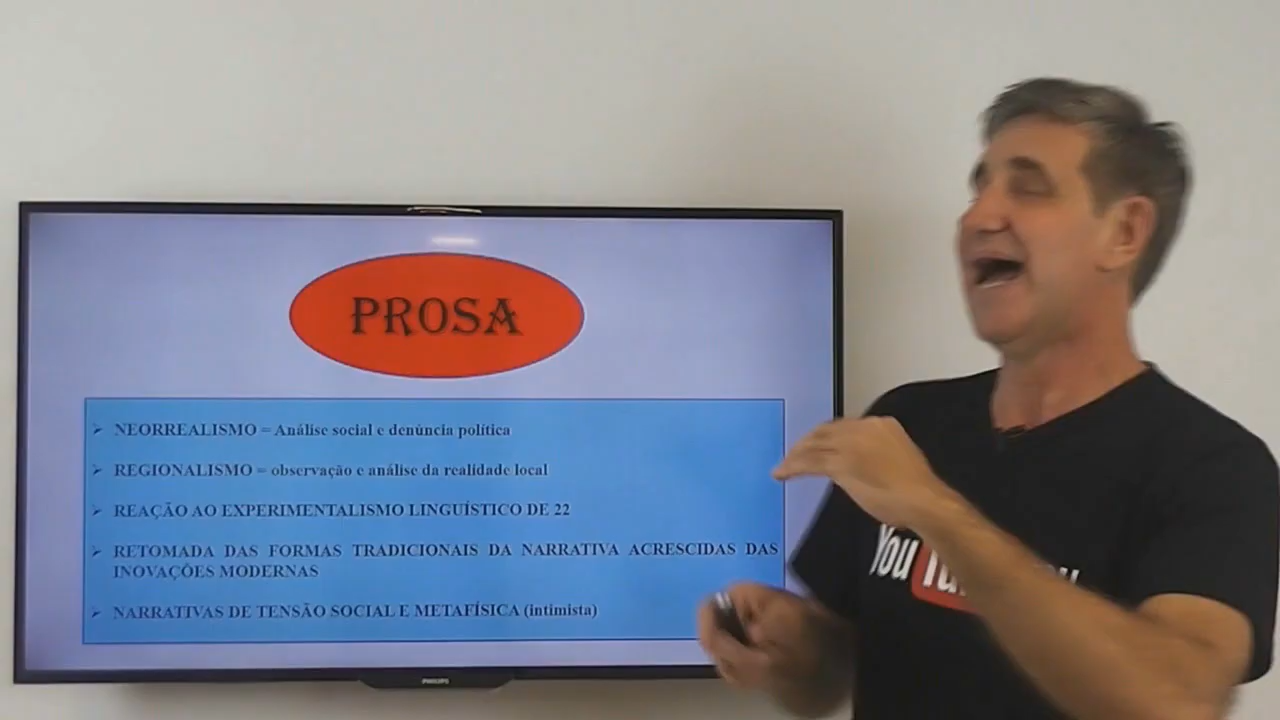 PROSA
➢ NEORREALISMO = Análise social e denúncia política
➢ REGIONALISMO = observação e análise da realidade local
➢ REAÇÃO AO EXPERIMENTALISMO LINGUÍSTICO DE 22
➢ RETOMADA DAS FORMAS TRADICIONAIS DA NARRATIVA ACRESCIDAS DAS
INOVAÇÕES MODERNAS
➢ NARRATIVAS DE TENSÃO SOCIAL E METAFÍSICA (intimista)
You
PHILIPS